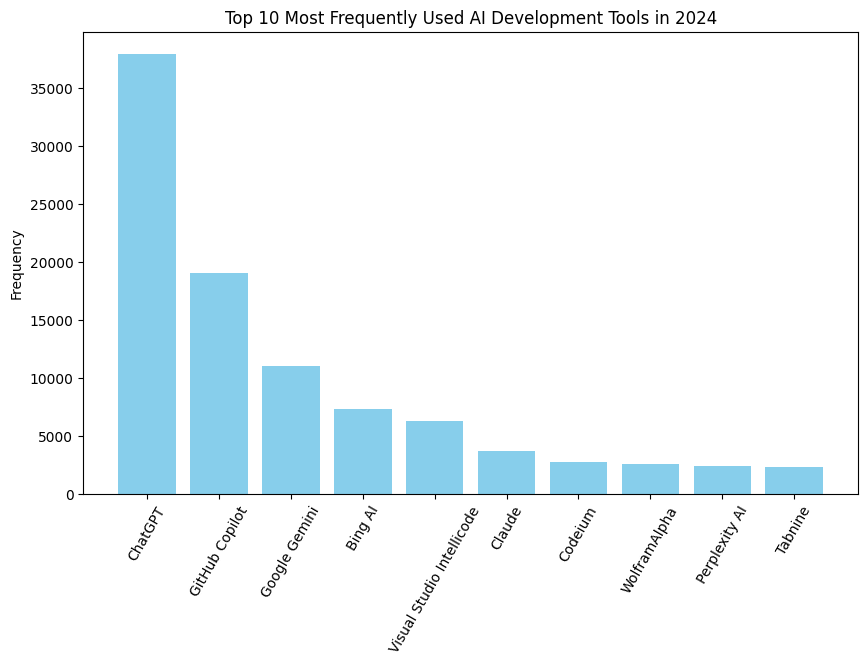 Top 10 Most Frequently Used AI Development Tools in 2024
Frequency
35000
30000
25000
20000
15000
10000
5000
0
ChatGPT
GitHub Copilot
Google Gemini
Bing AI
Visual Studio Intellicode
Claude
Codeium
WolframAlpha
Perplexity AI
Tabnine